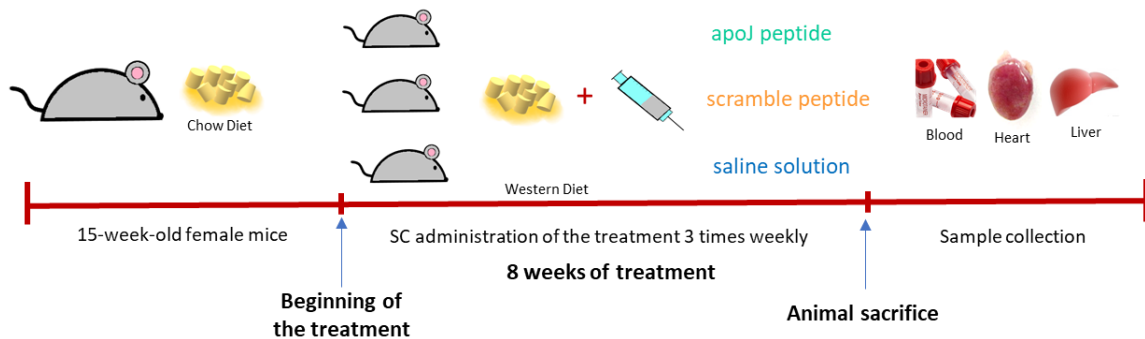 apoJ peptide
scramble peptide
saline solution
Chow Diet
Western Diet
Blood
Heart
Liver
15-week-old female mice
SC administration of the treatment 3 times weekly
8 weeks of treatment
Sample collection
Beginning of
the treatment
Animal sacrifice